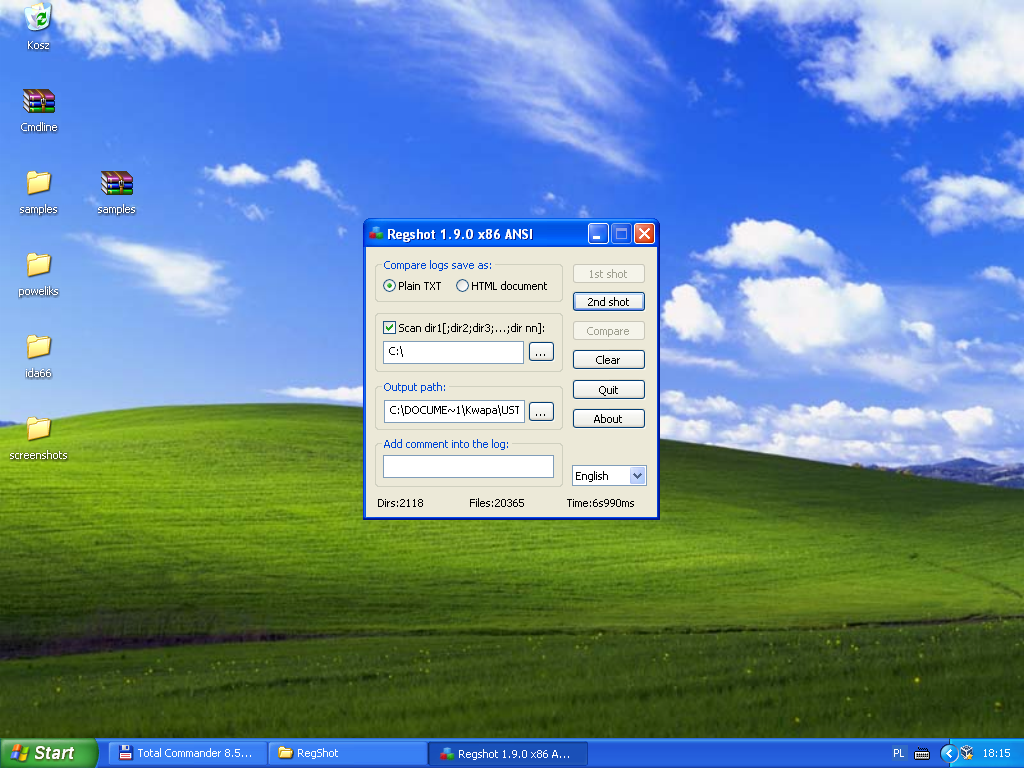 Kosz
Cmdline
samples
samples
poweliks
ida66
screenshots
Regshot 1.9.0 x86 ANSI
Compare logs save as:
Plain TXT
HTML document
1st shot
2nd shot
Scan dir1[;dir2;dir3;...;dir nn]:
Compare
C:\
...
Clear
Output path:
Quit
C:\DOCUME~1\Kwapa\UST
...
About
Add comment into the log:
English
Dirs:2118
Files:20365
Time:6s990ms
Start
Total Commander 8.5...
RegShot
Regshot 1.9.0 x86 A...
PL
18:15